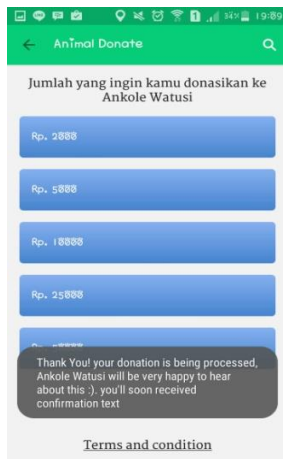 19:09
Animal Donate
Jumlah yang ingin kamu donasikan ke
Ankole Watusi
Rp. 2000
Rp. 5000
Rp. 10000
Rp. 25000
Thank You! your donation is being processed,
Ankole Watusi will be very happy to hear
about this :). you'll soon received
confirmation text
Terms and condition